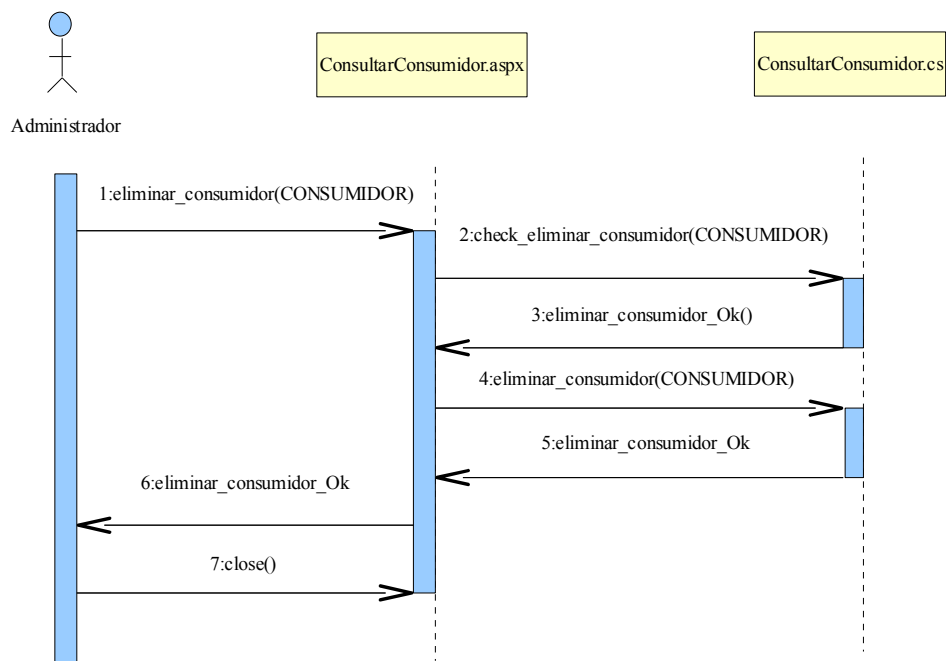 ConsultarConsumidor.aspx
ConsultarConsumidor.cs
Administrador
1:eliminar_consumidor(CONSUMIDOR)
2:check_eliminar_consumidor(CONSUMIDOR)
3:eliminar_consumidor_Ok()
4:eliminar_consumidor(CONSUMIDOR)
5:eliminar_consumidor_Ok
6:eliminar_consumidor_Ok
7:close()